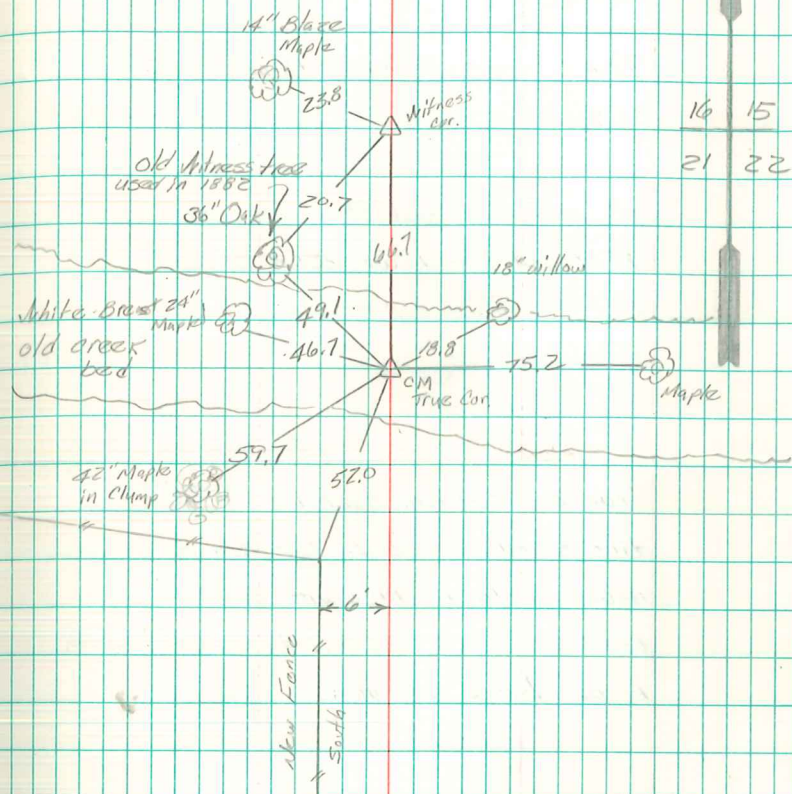 14" Blaze
Maple
23.8
Witness
Cor.
16 15
21 22
Old Witness tree
used in 1882
36" Oak
20.7
66.7
18" Willow
White Breast
old creek
bed
24"
Maple
49.1
46.7
18.8
75.2
Maple
CM
True Cor.
59.7
52.0
42" Maple
in Clump
6'
New Fence
South